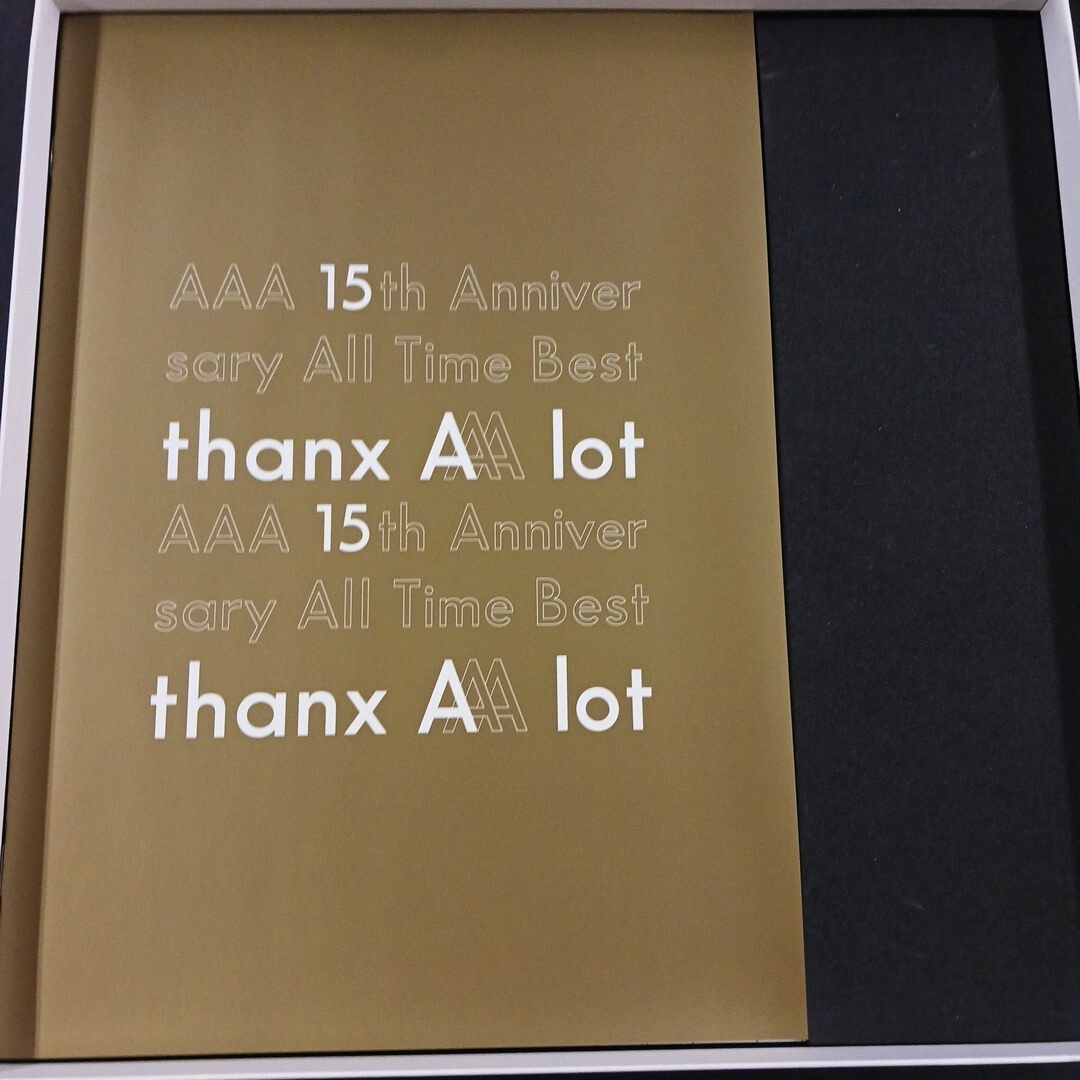 AAA 15th Anniver
sary All Time Best
thanx AAA lot
AAA 15th Anniver
sary All Time Best
thanx AAA lot